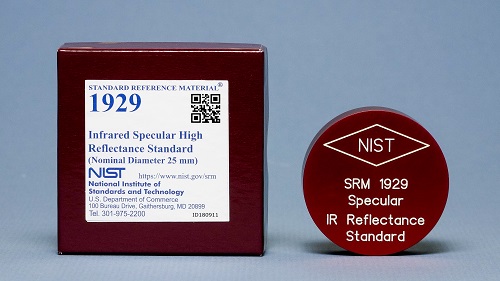 STANDARD REFERENCE MATERIAL®
1929
Infrared Specular High
Reflectance Standard
(Nominal Diameter 25 mm)
NIST https://www.nist.gov/srm
National Institute of
Standards and Technology
U.S. Department of Commerce
100 Bureau Drive, Gaithersburg, MD 20899
Tel. 301-975-2200
ID180911
NIST
SRM 1929
Specular
IR Reflectance
Standard